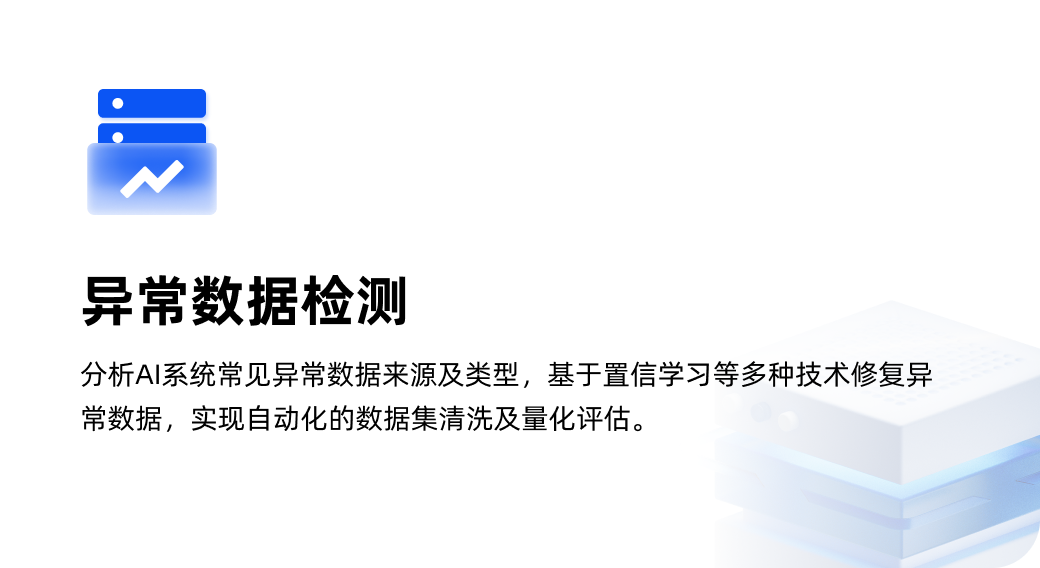 异常数据检测
分析AI系统常见异常数据来源及类型，基于置信学习等多种技术修复异
常数据，实现自动化的数据集清洗及量化评估。